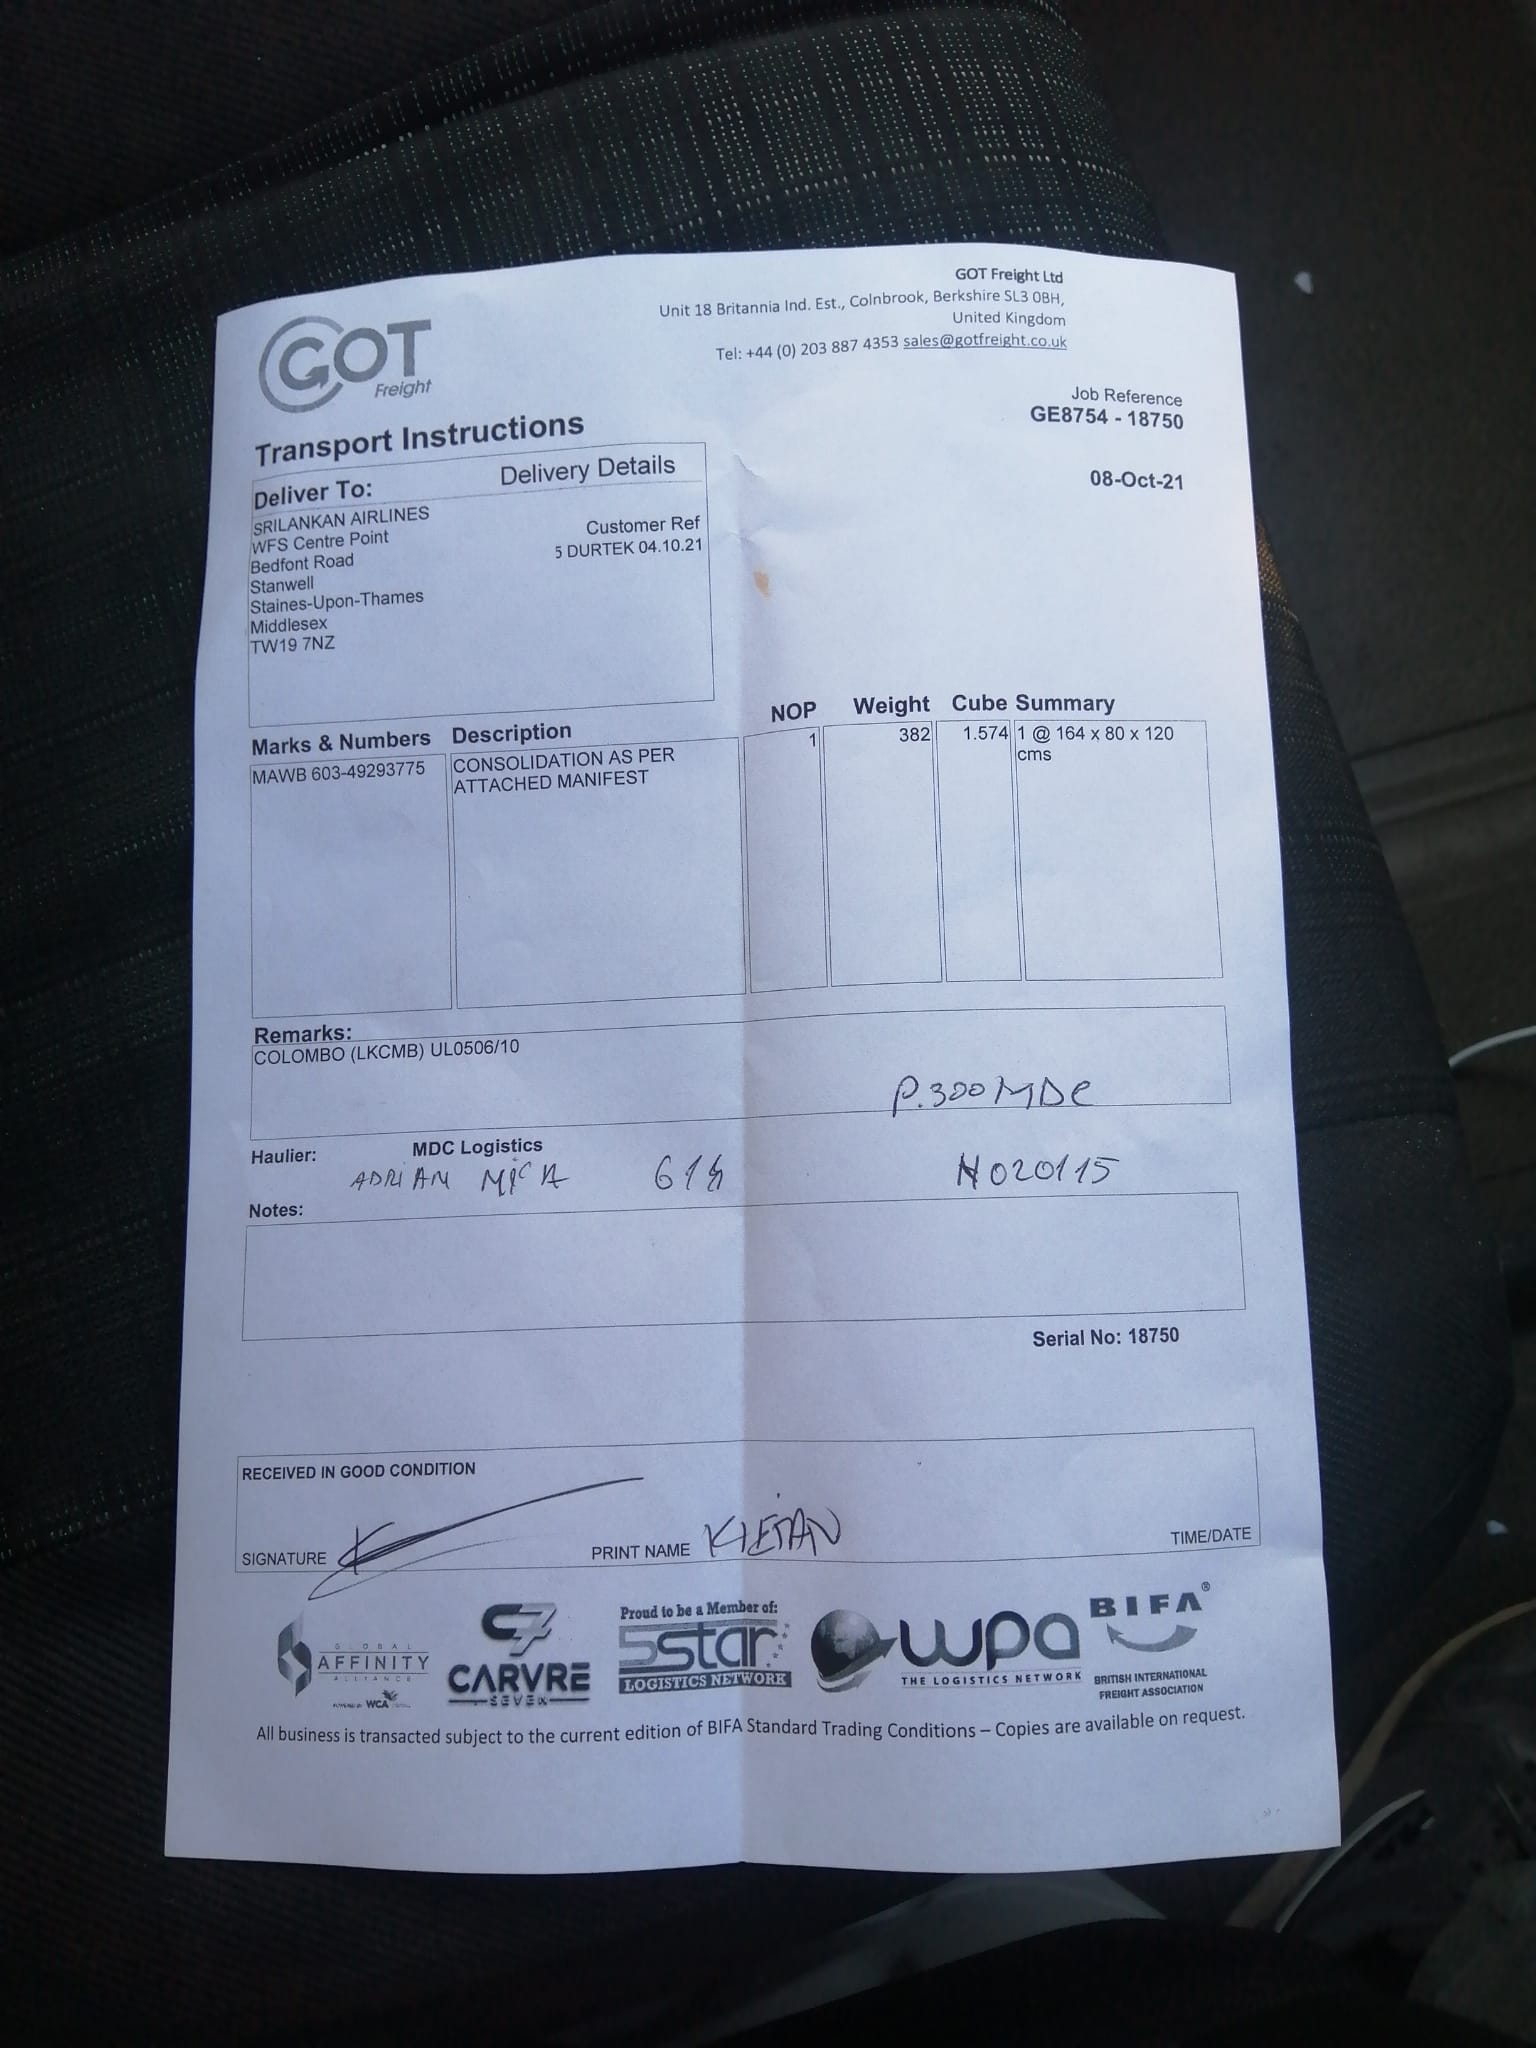 GOT
Freight
GOT Freight Ltd
Unit 18 Britannia Ind. Est., Colnbrook, Berkshire SL3 0BH,
United Kingdom
Tel: +44 (0) 203 887 4353 sales@gotfreight.co.uk
Job Reference
GE8754 - 18750
08-Oct-21
Transport Instructions
Delivery Details
Deliver To:
SRILANKAN AIRLINES
WFS Centre Point
Bedfont Road
Stanwell
Staines-Upon-Thames
Middlesex
TW19 7NZ
Customer Ref
5 DURTEK 04.10.21
Marks & Numbers Description NOP Weight Cube Summary
MAWB 603-49293775 CONSOLIDATION AS PER 1 382 1.574 1 @ 164 x 80 x 120
ATTACHED MANIFEST cms
Remarks:
COLOMBO (LKCMB) UL0506/10
P.300MDC
Haulier: MDC Logistics
ADRIAN MICA N020115
Notes:
Serial No: 18750
RECEIVED IN GOOD CONDITION
SIGNATURE PRINT NAME KIERAN TIME/DATE
GLOBAL
AFFINITY
ALLIANCE
POWERED BY WCA
C7
CARVRE
SEVEN
Proud to be a Member of:
5star
LOGISTICS NETWORK
wpa
THE LOGISTICS NETWORK
BIFA®
BRITISH INTERNATIONAL
FREIGHT ASSOCIATION
All business is transacted subject to the current edition of BIFA Standard Trading Conditions – Copies are available on request.